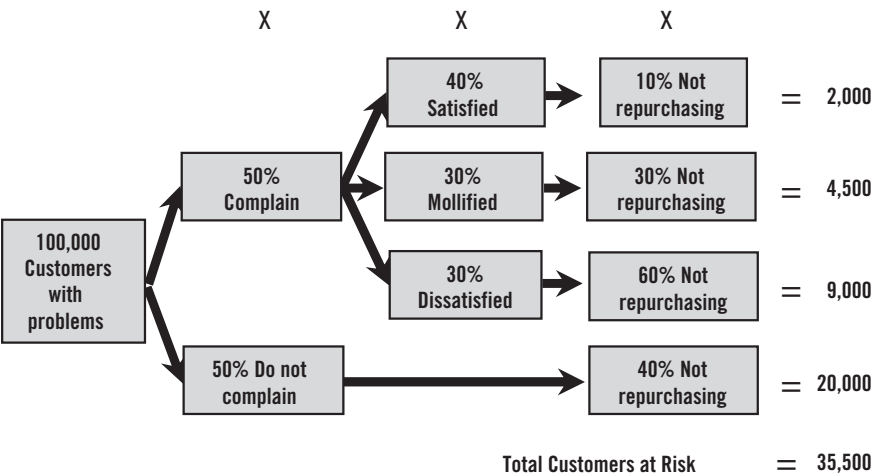 X X X
100,000
Customers
with
problems
50%
Complain
40%
Satisfied
10% Not
repurchasing
= 2,000
30%
Mollified
30% Not
repurchasing
= 4,500
30%
Dissatisfied
60% Not
repurchasing
= 9,000
50% Do not
complain
40% Not
repurchasing
= 20,000
Total Customers at Risk = 35,500